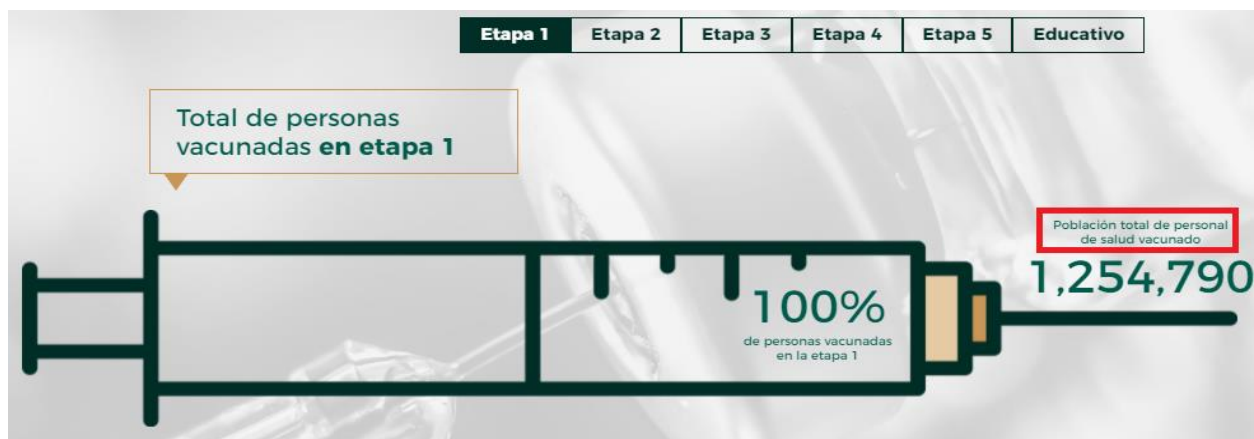 Etapa 1 Etapa 2 Etapa 3 Etapa 4 Etapa 5 Educativo
Total de personas
vacunadas en etapa 1
Población total de personal
de salud vacunado
1,254,790
100%
de personas vacunadas
en la etapa 1